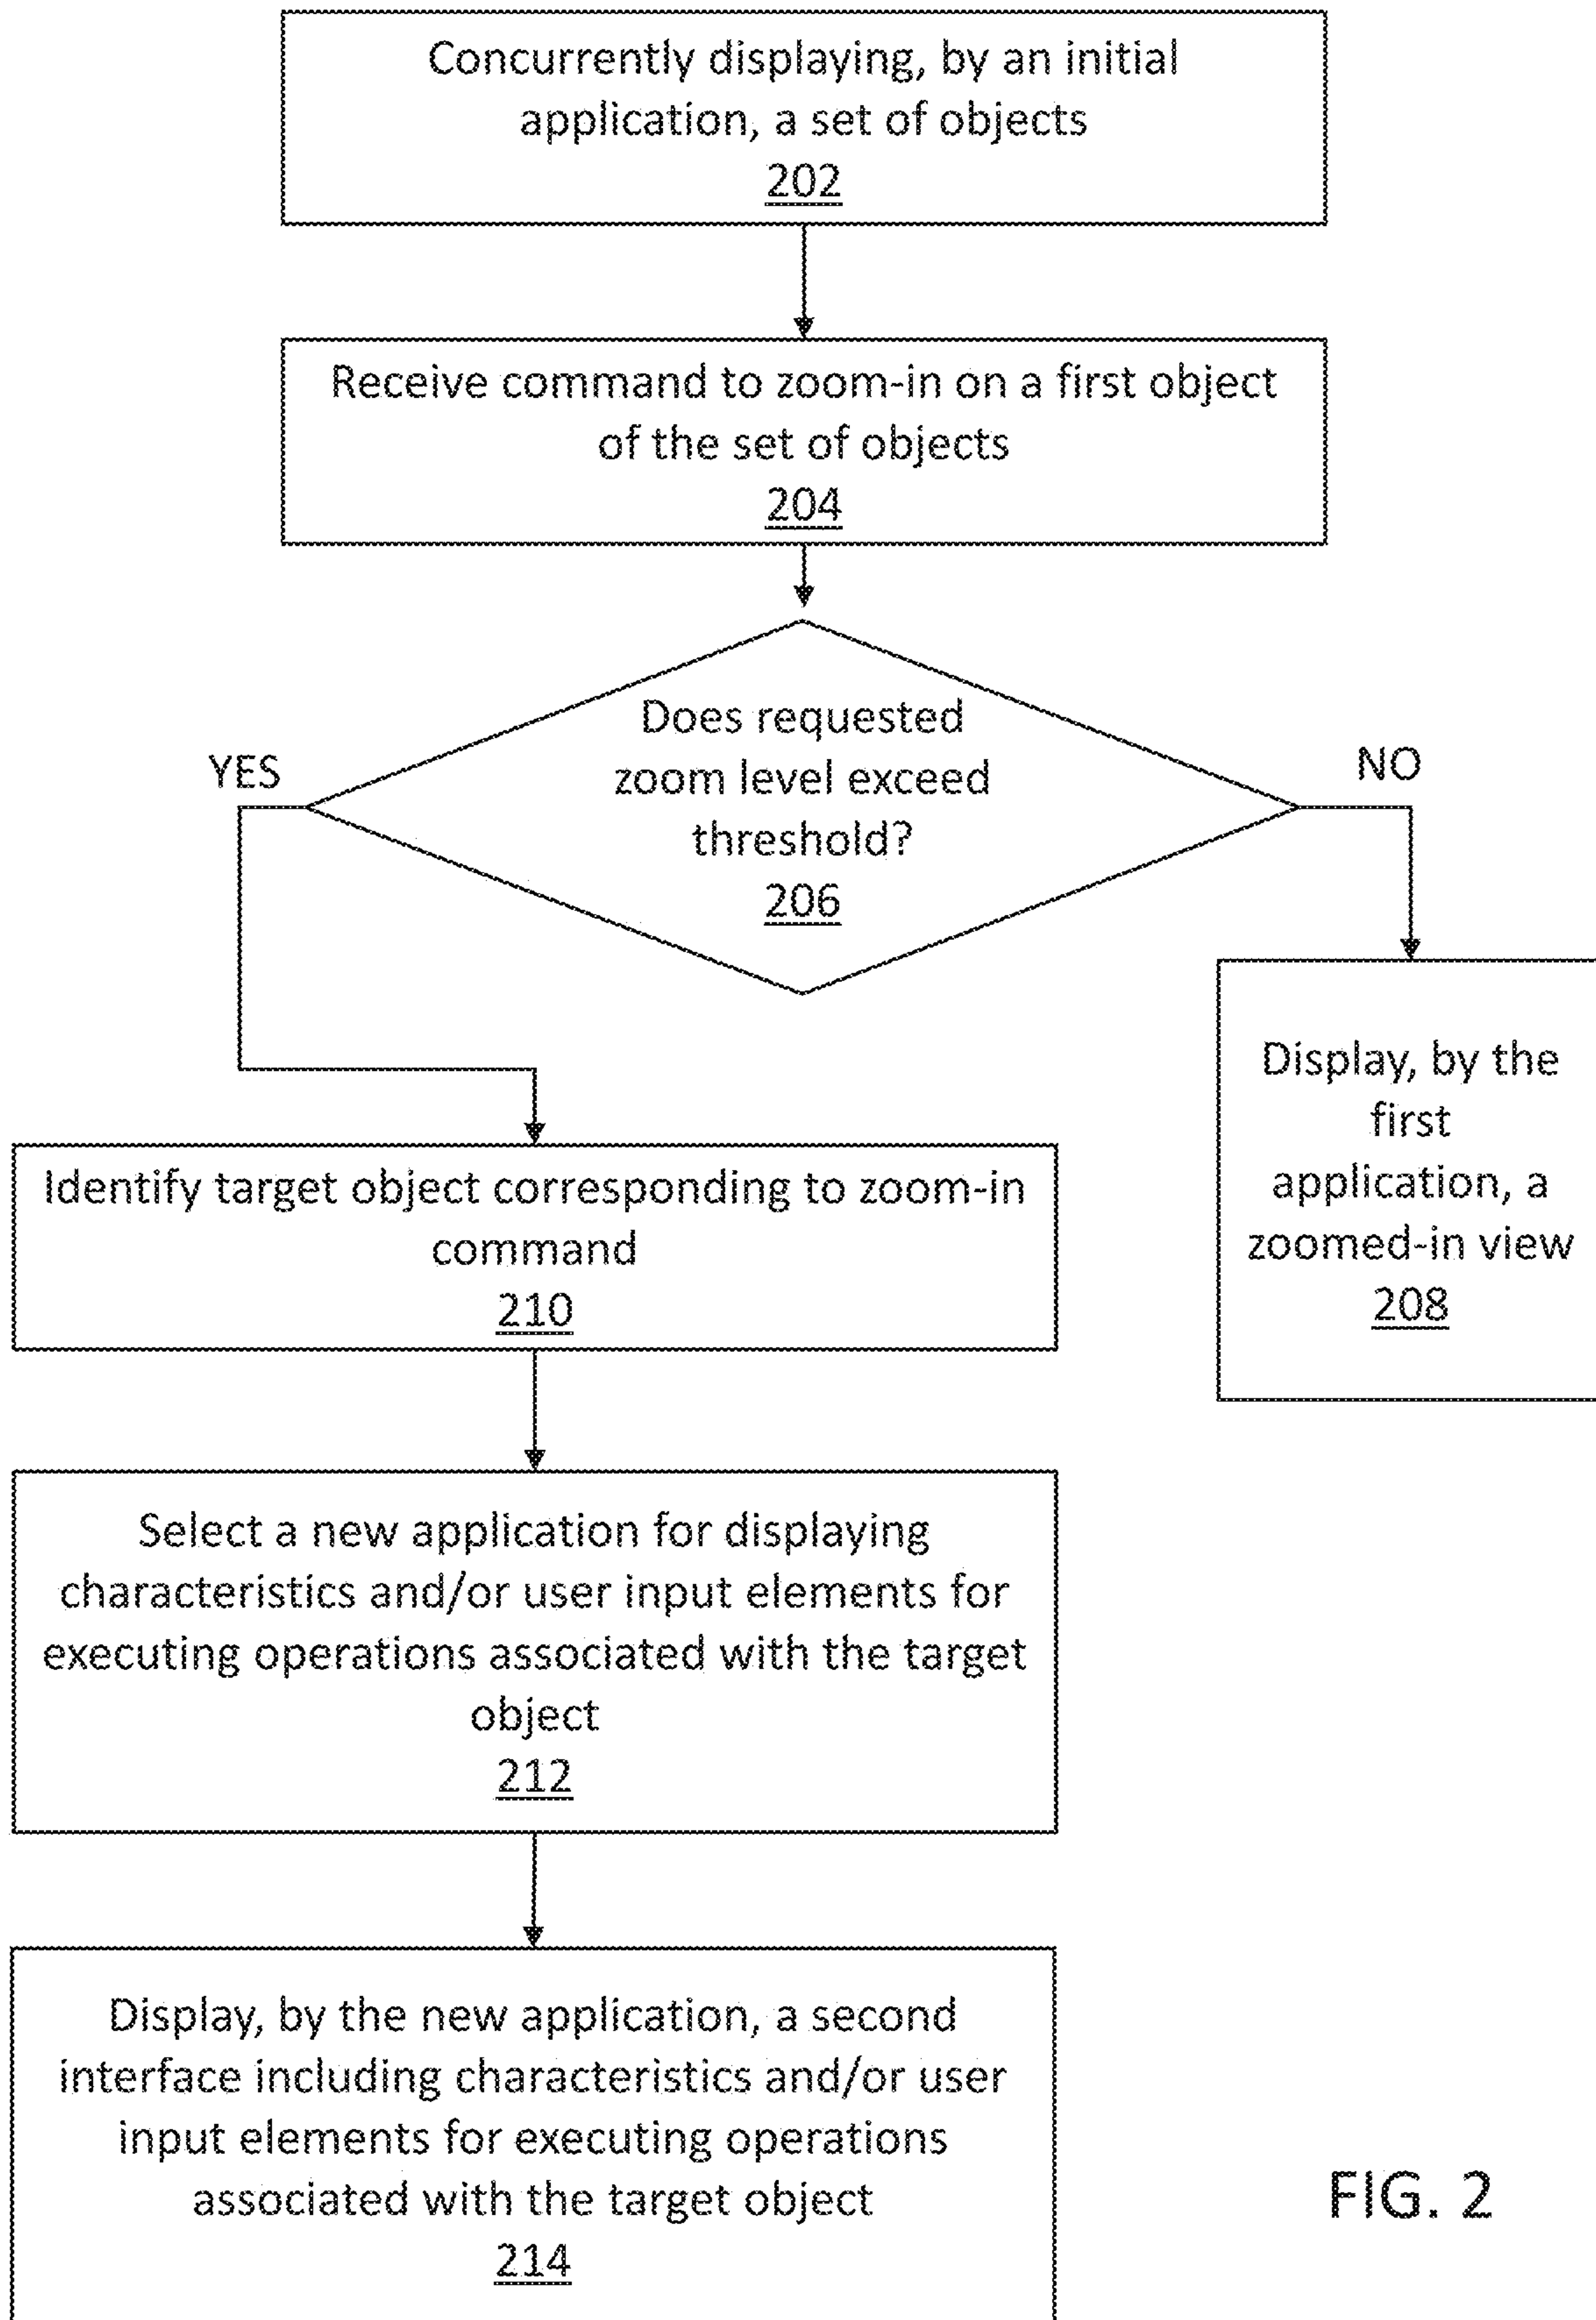 Concurrently displaying, by an initial
application, a set of objects
202
Receive command to zoom-in on a first object
of the set of objects
204
Does requested
zoom level exceed
threshold?
206
YES
NO
Display, by the
first
application, a
zoomed-in view
208
Identify target object corresponding to zoom-in
command
210
Select a new application for displaying
characteristics and/or user input elements for
executing operations associated with the target
object
212
Display, by the new application, a second
interface including characteristics and/or user
input elements for executing operations
associated with the target object
214
FIG. 2